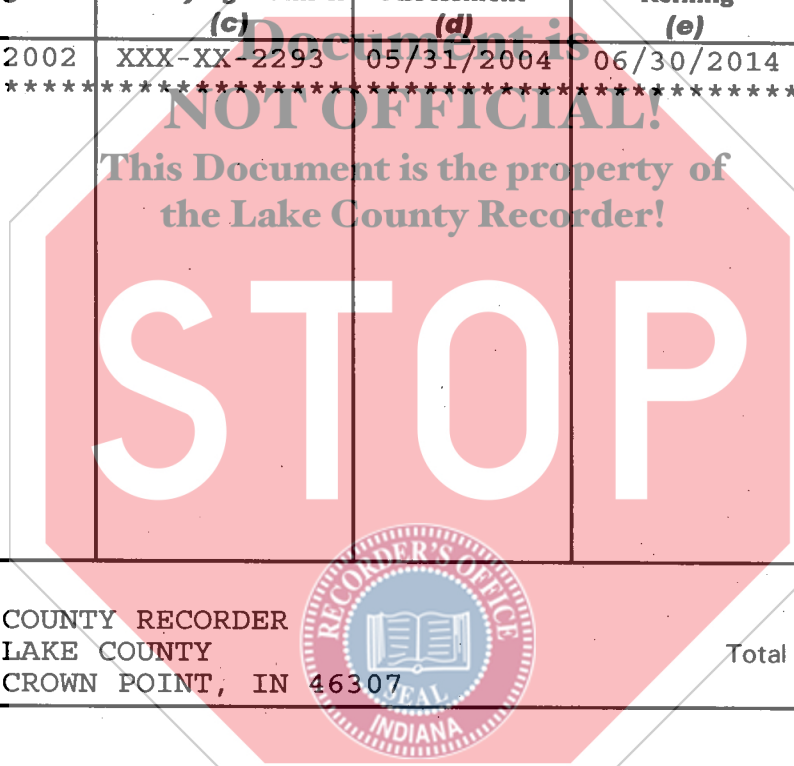 (c) (d) (e)
Document is
2002 XXX-XX-2293 05/31/2004 06/30/2014
******************************************
NOT OFFICIAL!
This Document is the property of
the Lake County Recorder!
STOP
RECORDER'S OFFICE
COUNTY RECORDER
LAKE COUNTY
Total
CROWN POINT, IN 46307
SEAL
INDIANA